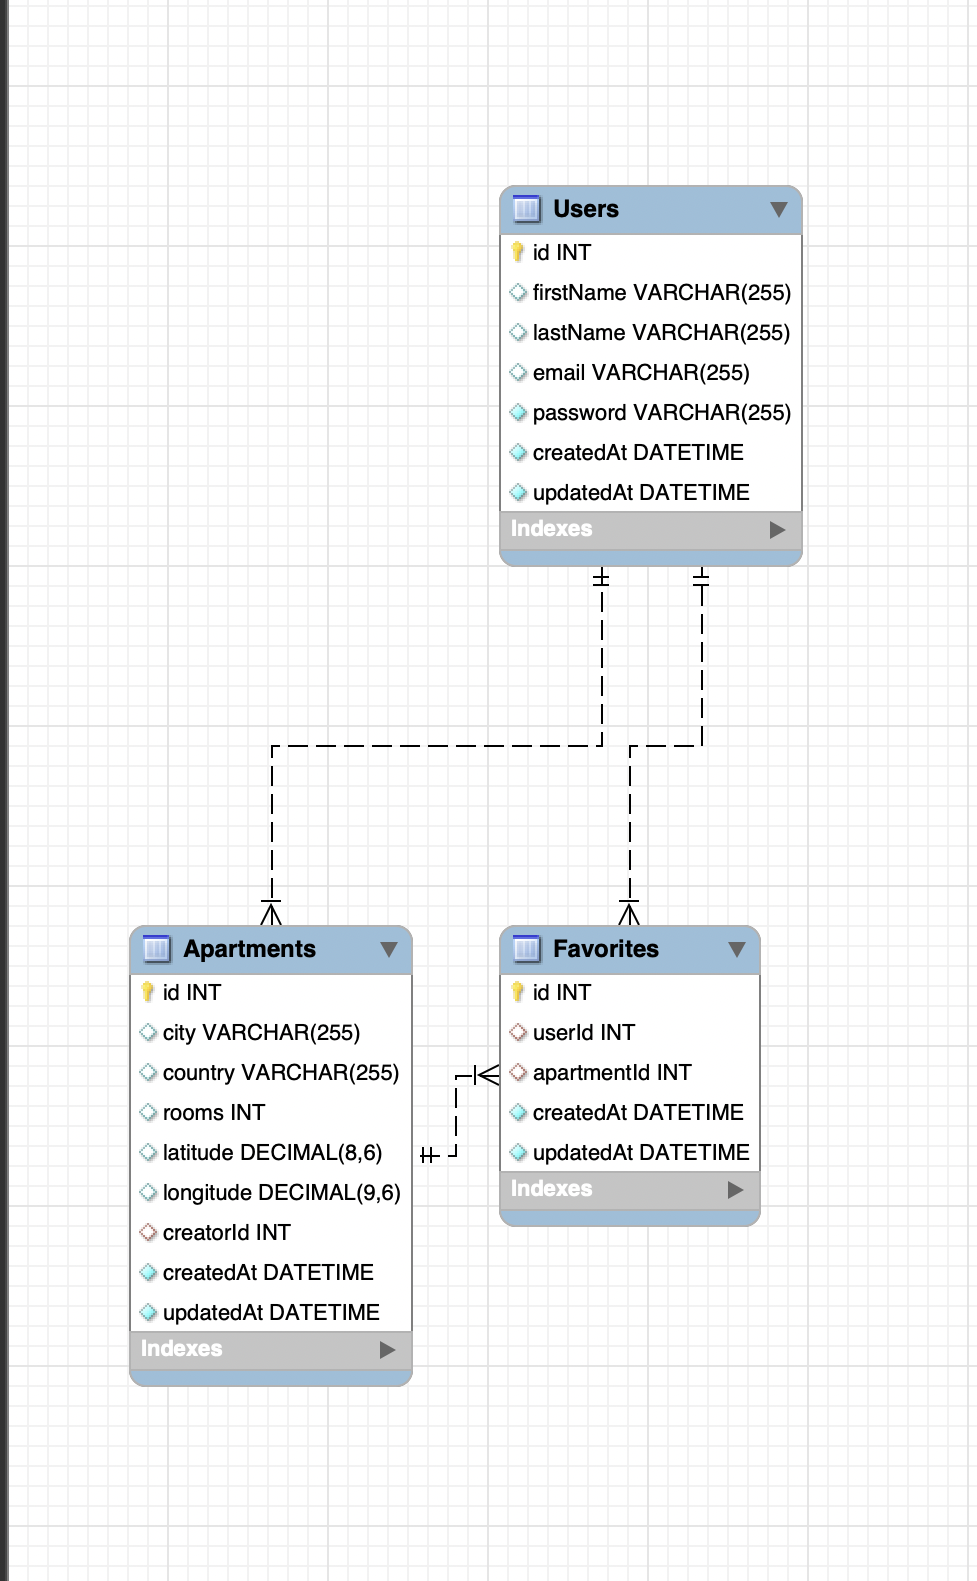 Users
id INT
firstName VARCHAR(255)
lastName VARCHAR(255)
email VARCHAR(255)
password VARCHAR(255)
createdAt DATETIME
updatedAt DATETIME
Indexes
Apartments
id INT
city VARCHAR(255)
country VARCHAR(255)
rooms INT
latitude DECIMAL(8,6)
longitude DECIMAL(9,6)
creatorId INT
createdAt DATETIME
updatedAt DATETIME
Indexes
Favorites
id INT
userId INT
apartmentId INT
createdAt DATETIME
updatedAt DATETIME
Indexes